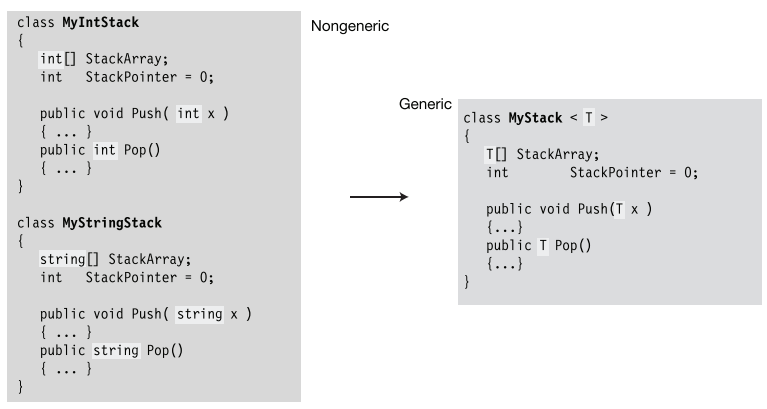 Nongeneric
class MyIntStack
{
int[] StackArray;
int StackPointer = 0;
public void Push( int x )
{ ... }
public int Pop()
{ ... }
}
class MyStringStack
{
string[] StackArray;
int StackPointer = 0;
public void Push( string x )
{ ... }
public string Pop()
{ ... }
}
Generic
class MyStack < T >
{
T[] StackArray;
int StackPointer = 0;
public void Push(T x )
{...}
public T Pop()
{...}
}